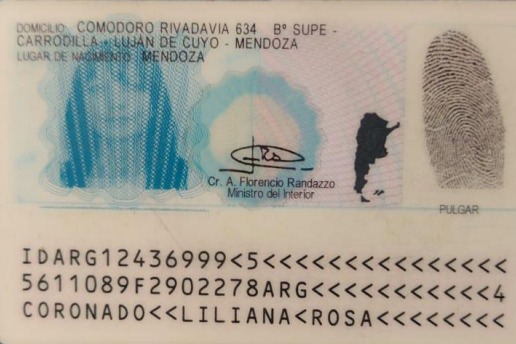 DOMICILIO: COMODORO RIVADAVIA 634 Bº SUPE -
CARRODILLA - LUJÁN DE CUYO - MENDOZA
LUGAR DE NACIMIENTO: MENDOZA
Cr. A. Florencio Randazzo
Ministro del Interior
PULGAR
IDARG12436999<5<<<<<<<<<<<<<<<
5611089F2902278ARG<<<<<<<<<<<4
CORONADO<<LILIANA<ROSA<<<<<<<<